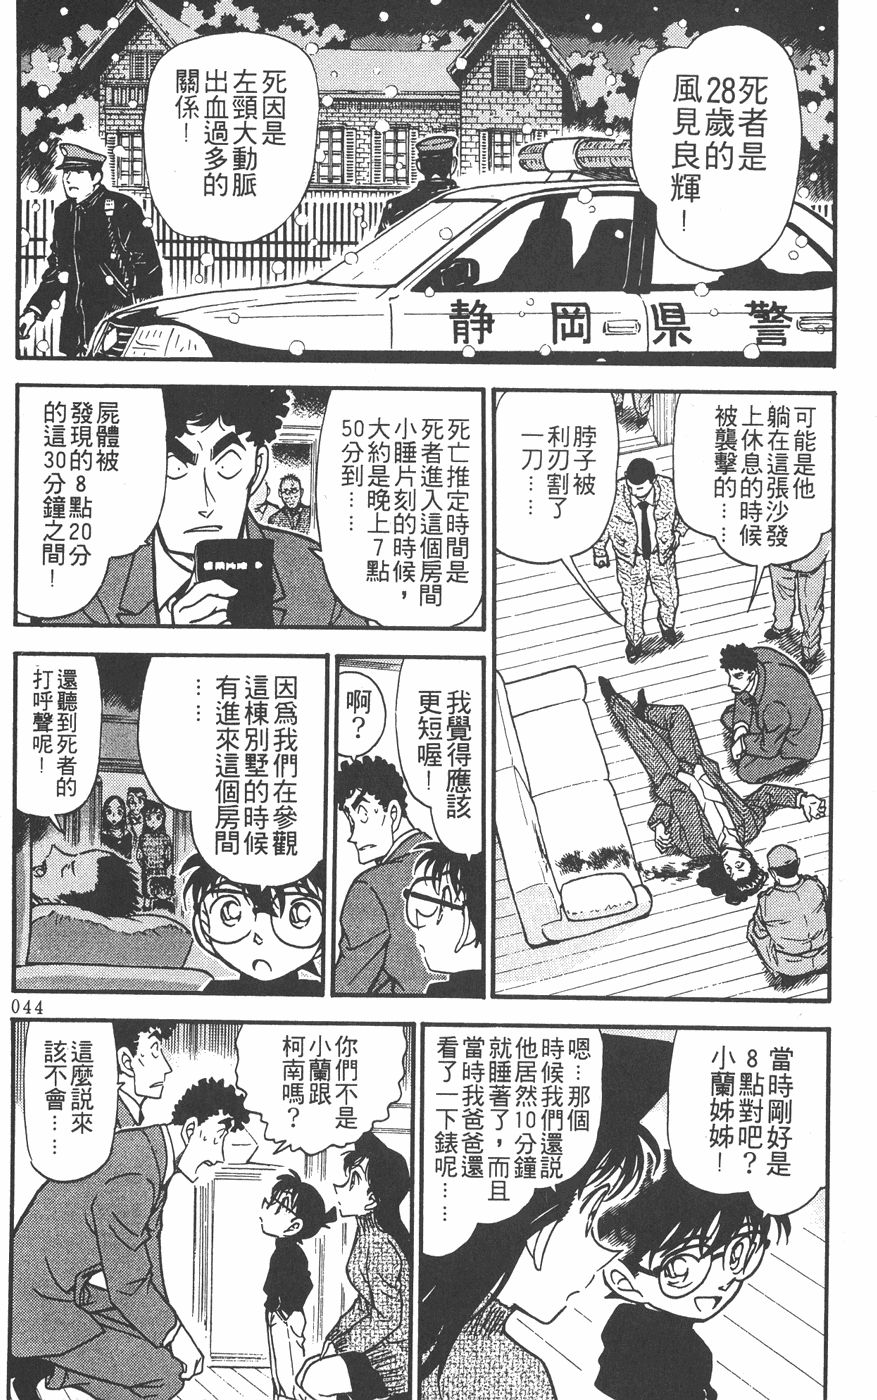 死者是
28歲的
風見良輝！
死因是
左頸大動脈
出血過多的
關係！
静岡県警
可能是他
躺在這張沙發
上休息的時候
被襲擊的……
脖子被
利刃割了
一刀……
死亡推定時間是
死者進入這個房間
小睡片刻的時候，
大約是晚上7點
50分到……
屍體被
發現的8點20分
的這30分鐘之間！
我覺得應該
更短喔！
啊？
因為我們在參觀
這棟別墅的時候
有進來這個房間
……
還聽到死者的
打呼聲呢！
044
當時剛好是
8點對吧？
小蘭姊姊！
嗯…那個
時候我們還說
他居然10分鐘
就睡著了，而且
當時我爸爸還
看了一下錶呢……
你們不是
小蘭跟
柯南嗎？
這麼說來
該不會……